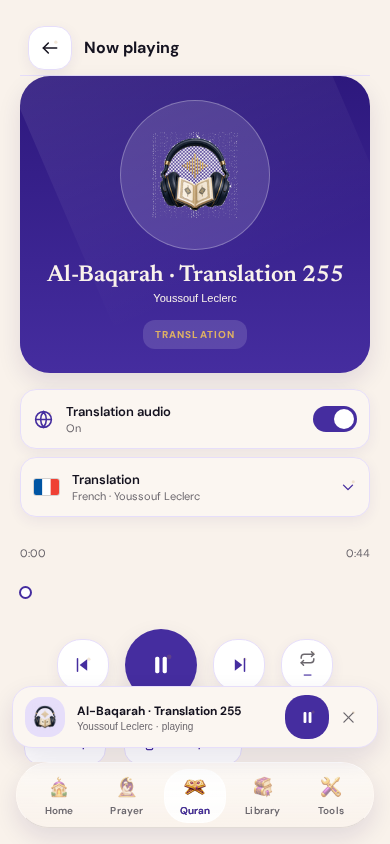 Now playing
Al-Baqarah · Translation 255
Youssouf Leclerc
TRANSLATION
Translation audio
On
Translation
French · Youssouf Leclerc
0:00
0:44
Al-Baqarah · Translation 255
Youssouf Leclerc · playing
Home
Prayer
Quran
Library
Tools